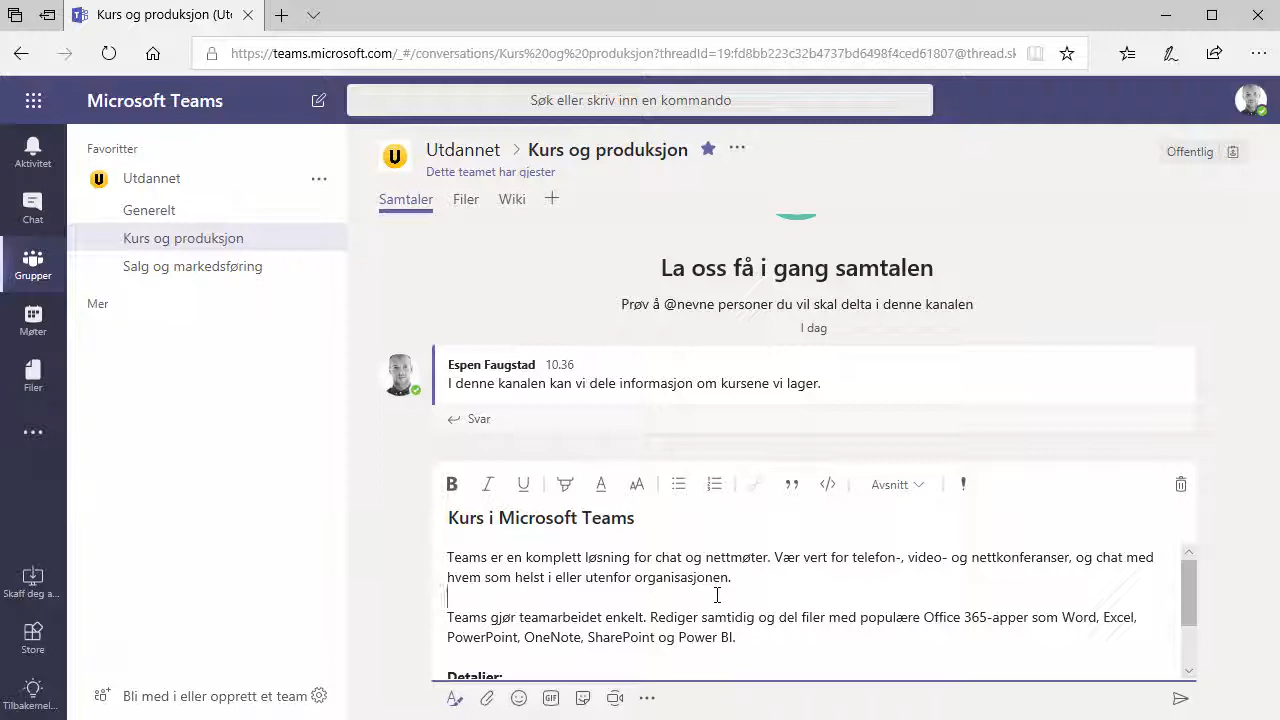 Kurs og produksjon (Ut
https://teams.microsoft.com/_#/conversations/Kurs%20og%20produksjon?threadId=19:fd8bb223c32b4737bd6498f4ced61807@thread.sk
Microsoft Teams
Søk eller skriv inn en kommando
Aktivitet
Chat
Grupper
Møter
Filer
Skaff deg a...
Store
Tilbakemel...
Favoritter
Utdannet
Generelt
Kurs og produksjon
Salg og markedsføring
Mer
Bli med i eller opprett et team
Utdannet > Kurs og produksjon
Dette teamet har gjester
Offentlig
Samtaler Filer Wiki
La oss få i gang samtalen
Prøv å @nevne personer du vil skal delta i denne kanalen
I dag
Espen Faugstad 10.36
I denne kanalen kan vi dele informasjon om kursene vi lager.
Svar
B I U A AA Avsnitt
Kurs i Microsoft Teams
Teams er en komplett løsning for chat og nettmøter. Vær vert for telefon-, video- og nettkonferanser, og chat med
hvem som helst i eller utenfor organisasjonen.
Teams gjør teamarbeidet enkelt. Rediger samtidig og del filer med populære Office 365-apper som Word, Excel,
PowerPoint, OneNote, SharePoint og Power BI.
Detaljer:
GIF